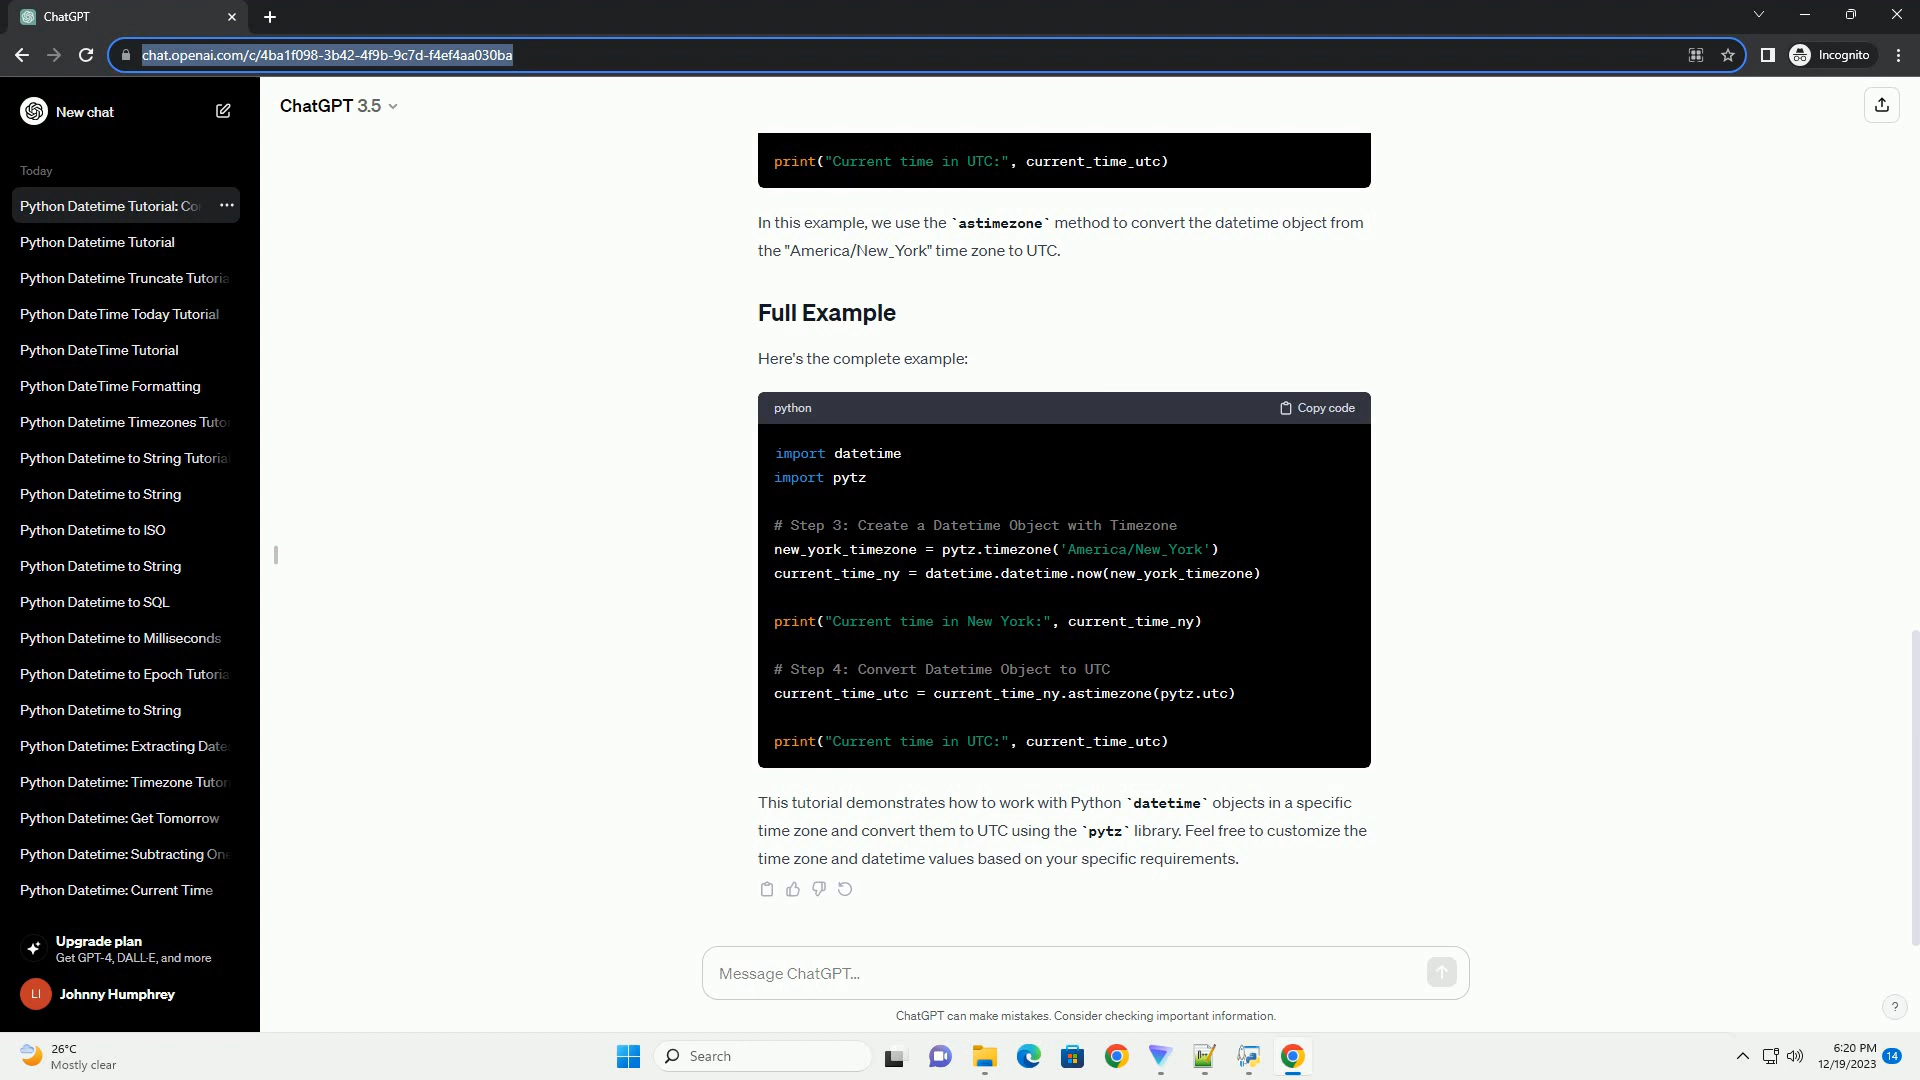 ChatGPT
chat.openai.com/c/4ba1f098-3b42-4f9b-9c7d-f4ef4aa030ba
Incognito
New chat
ChatGPT 3.5
Today
Python Datetime Tutorial: Co
Python Datetime Tutorial
Python Datetime Truncate Tutoria
Python DateTime Today Tutorial
Python DateTime Tutorial
Python DateTime Formatting
Python Datetime Timezones Tuto
Python Datetime to String Tutoria
Python Datetime to String
Python Datetime to ISO
Python Datetime to String
Python Datetime to SQL
Python Datetime to Milliseconds
Python Datetime to Epoch Tutoria
Python Datetime to String
Python Datetime: Extracting Date
Python Datetime: Timezone Tutor
Python Datetime: Get Tomorrow
Python Datetime: Subtracting One
Python Datetime: Current Time
Upgrade plan
Get GPT-4, DALL·E, and more
LI
Johnny Humphrey
print("Current time in UTC:", current_time_utc)
In this example, we use the `astimezone` method to convert the datetime object from
the "America/New_York" time zone to UTC.
Full Example
Here's the complete example:
python
Copy code
import datetime
import pytz
# Step 3: Create a Datetime Object with Timezone
new_york_timezone = pytz.timezone('America/New_York')
current_time_ny = datetime.datetime.now(new_york_timezone)
print("Current time in New York:", current_time_ny)
# Step 4: Convert Datetime Object to UTC
current_time_utc = current_time_ny.astimezone(pytz.utc)
print("Current time in UTC:", current_time_utc)
This tutorial demonstrates how to work with Python `datetime` objects in a specific
time zone and convert them to UTC using the `pytz` library. Feel free to customize the
time zone and datetime values based on your specific requirements.
Message ChatGPT...
ChatGPT can make mistakes. Consider checking important information.
?
26°C
Mostly clear
Search
6:20 PM
12/19/2023
14